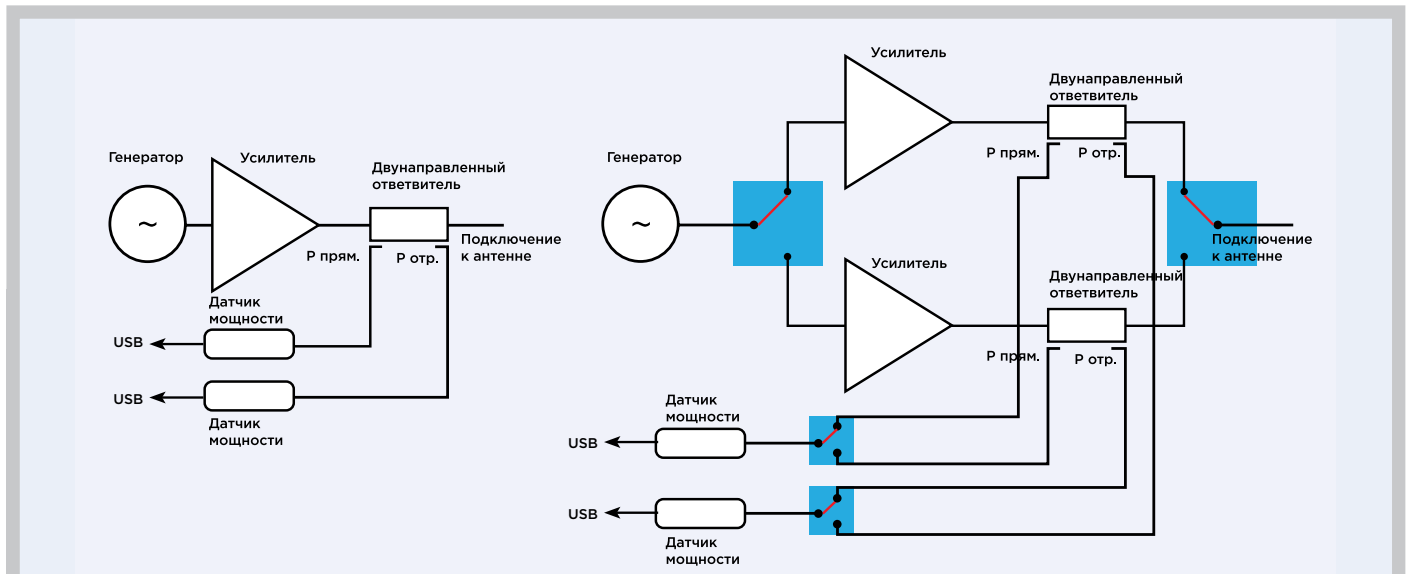 Генератор
Усилитель
Двунаправленный
ответвитель
Р прям.
Р отр.
Подключение
к антенне
Датчик
мощности
USB
USB
Датчик
мощности
Генератор
Усилитель
Двунаправленный
ответвитель
Р прям.
Р отр.
Подключение
к антенне
Усилитель
Двунаправленный
ответвитель
Р прям.
Р отр.
Датчик
мощности
USB
USB
Датчик
мощности